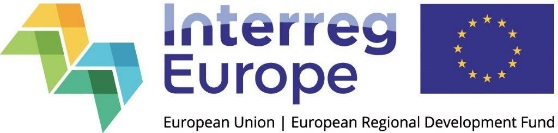 Interreg
Europe
European Union | European Regional Development Fund